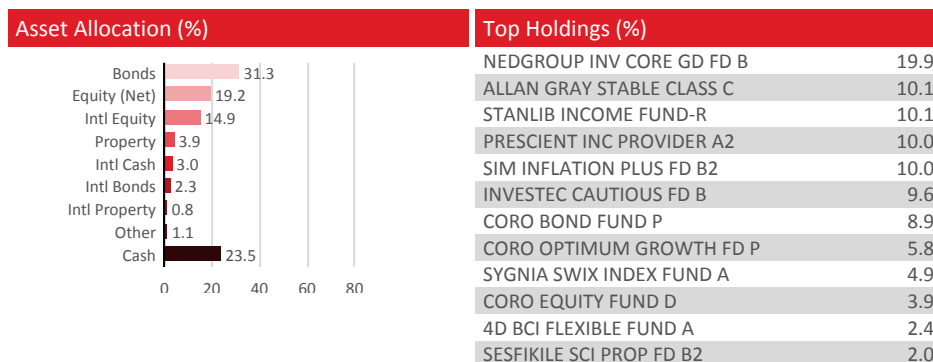 Asset Allocation (%)
Bonds 31.3
Equity (Net) 19.2
Intl Equity 14.9
Property 3.9
Intl Cash 3.0
Intl Bonds 2.3
Intl Property 0.8
Other 1.1
Cash 23.5
0 20 40 60 80
Top Holdings (%)
NEDGROUP INV CORE GD FD B 19.9
ALLAN GRAY STABLE CLASS C 10.1
STANLIB INCOME FUND-R 10.1
PRESCIENT INC PROVIDER A2 10.0
SIM INFLATION PLUS FD B2 10.0
INVESTEC CAUTIOUS FD B 9.6
CORO BOND FUND P 8.9
CORO OPTIMUM GROWTH FD P 5.8
SYGNIA SWIX INDEX FUND A 4.9
CORO EQUITY FUND D 3.9
4D BCI FLEXIBLE FUND A 2.4
SESFIKILE SCI PROP FD B2 2.0